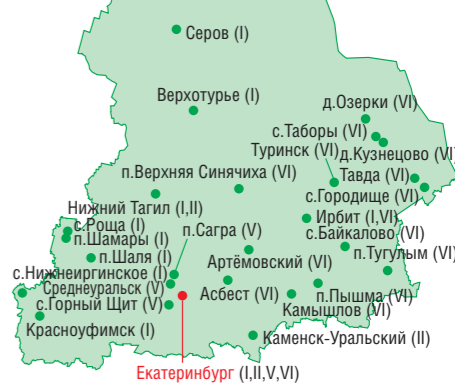 Серов (I)
Верхотурье (I)
д.Озерки (VI)
с.Таборы (VI)
Туринск (VI)
д.Кузнецово (VI)
п.Верхняя Синячиха (VI)
Тавда (VI)
с.Городище (VI)
Нижний Тагил (I,II)
Ирбит (I,VI)
с.Роща (I)
п.Сагра (V)
с.Байкалово (VI)
п.Шамары (I)
п.Тугулым (VI)
п.Шаля (I)
Артёмовский (VI)
с.Нижнеиргинское (I)
Среднеуральск (V)
Асбест (VI)
п.Пышма (VI)
с.Горный Щит (V)
Камышлов (VI)
Красноуфимск (I)
Каменск-Уральский (II)
Екатеринбург (I,II,V,VI)